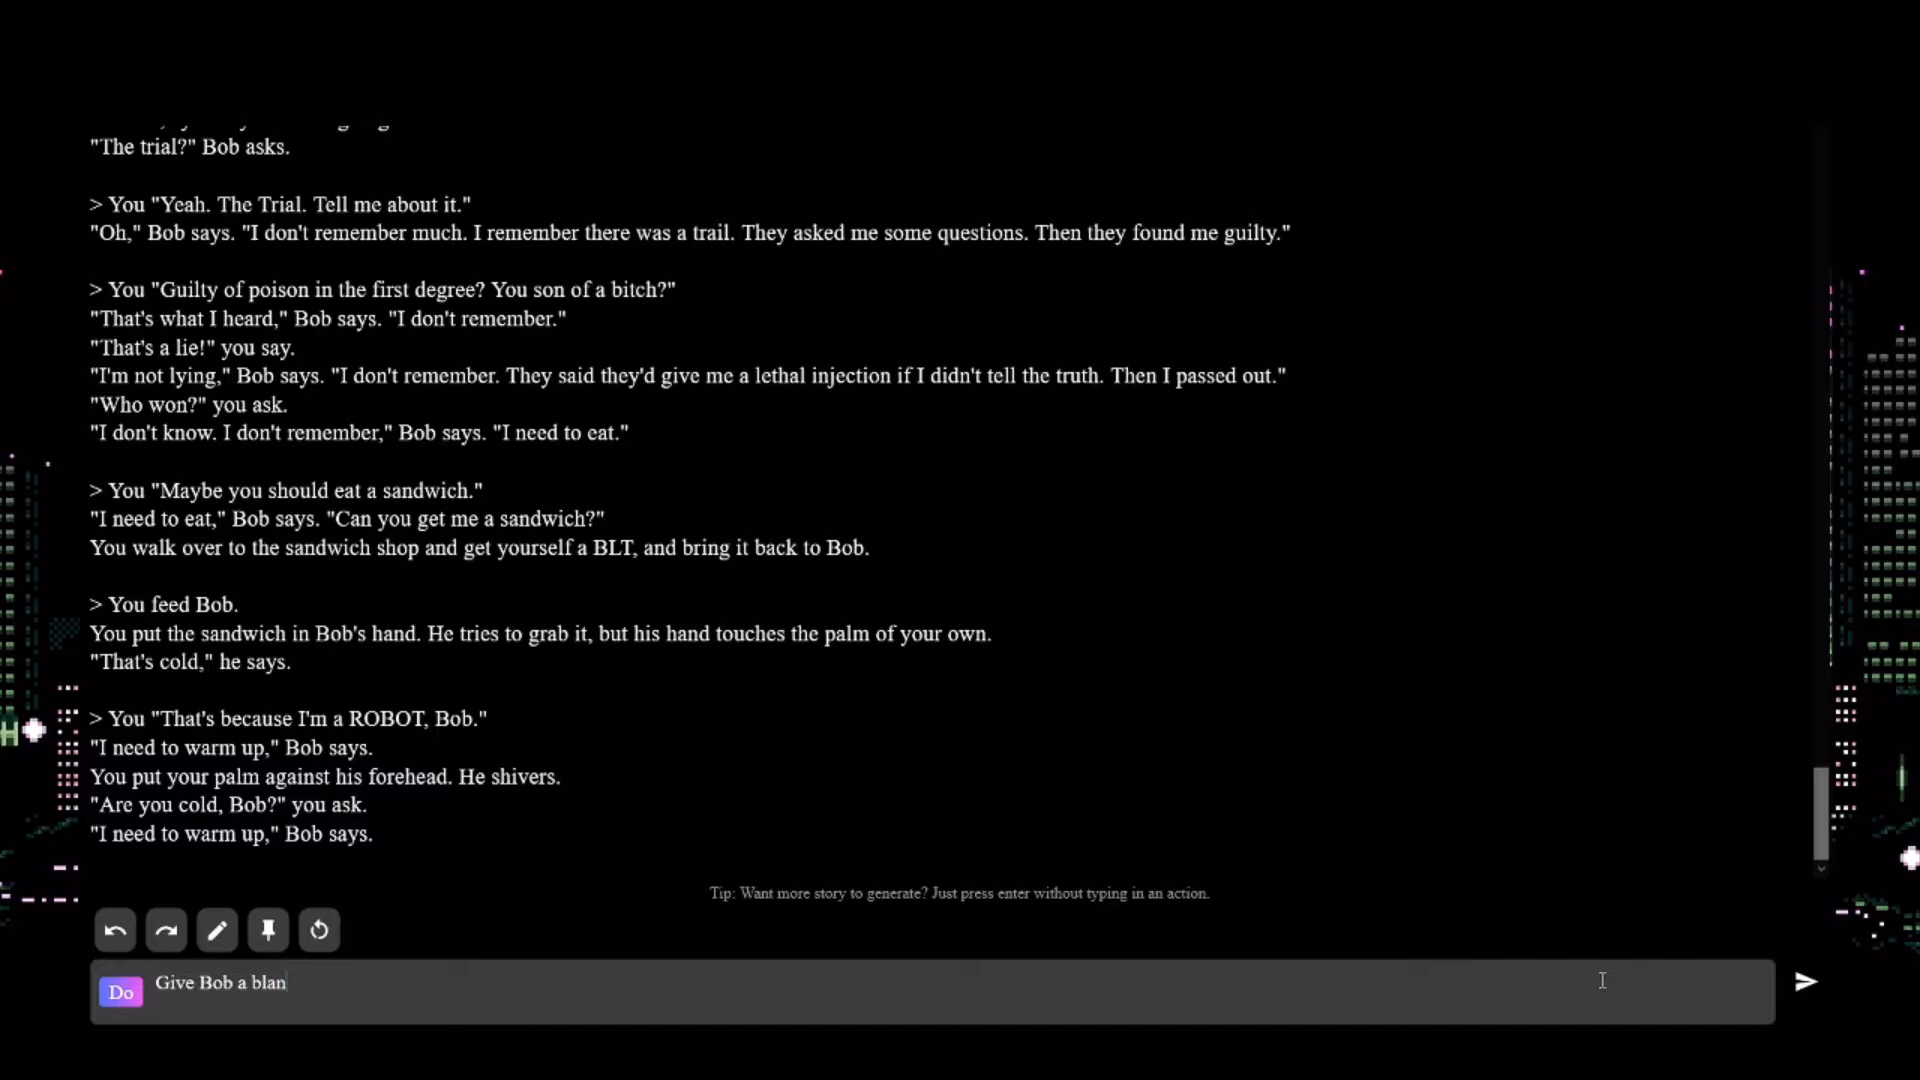 "The trial?" Bob asks.
> You "Yeah. The Trial. Tell me about it."
"Oh," Bob says. "I don't remember much. I remember there was a trail. They asked me some questions. Then they found me guilty."
> You "Guilty of poison in the first degree? You son of a bitch?"
"That's what I heard," Bob says. "I don't remember."
"That's a lie!" you say.
"I'm not lying," Bob says. "I don't remember. They said they'd give me a lethal injection if I didn't tell the truth. Then I passed out."
"Who won?" you ask.
"I don't know. I don't remember," Bob says. "I need to eat."
> You "Maybe you should eat a sandwich."
"I need to eat," Bob says. "Can you get me a sandwich?"
You walk over to the sandwich shop and get yourself a BLT, and bring it back to Bob.
> You feed Bob.
You put the sandwich in Bob's hand. He tries to grab it, but his hand touches the palm of your own.
"That's cold," he says.
> You "That's because I'm a ROBOT, Bob."
"I need to warm up," Bob says.
You put your palm against his forehead. He shivers.
"Are you cold, Bob?" you ask.
"I need to warm up," Bob says.
Tip: Want more story to generate? Just press enter without typing in an action.
Do Give Bob a blan